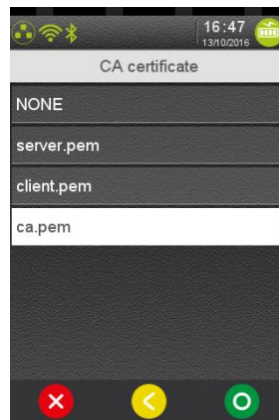 16:47
13/10/2016
CA certificate
NONE
server.pem
client.pem
ca.pem